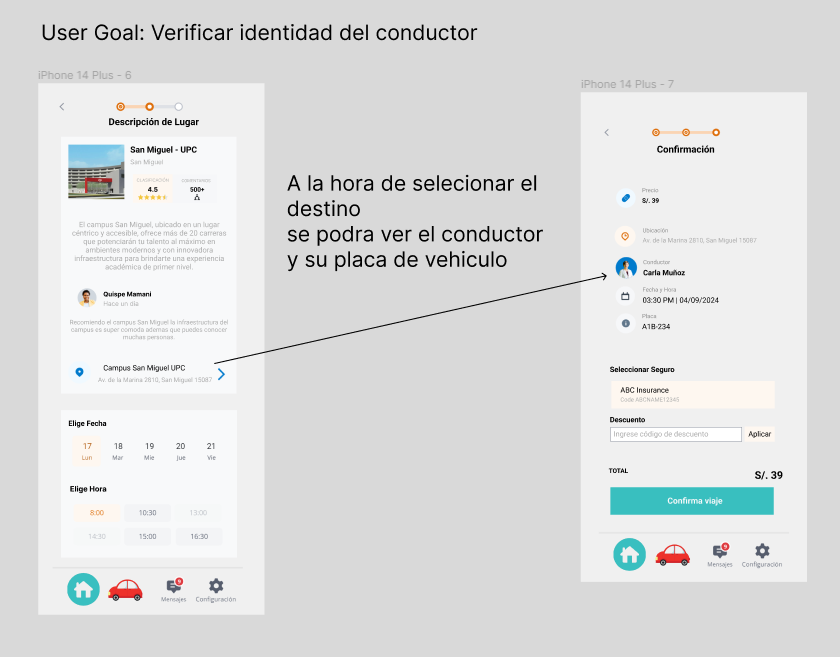 User Goal: Verificar identidad del conductor
iPhone 14 Plus - 6
Descripción de Lugar
San Miguel - UPC
San Miguel
CLASIFICACIÓN
4.5
COMENTARIOS
500+
El campus San Miguel, ubicado en un lugar
céntrico y accesible, ofrece más de 20 carreras
que potenciarán tu talento al máximo en
ambientes modernos y con innovadora
infraestructura para brindarte una experiencia
académica de primer nivel.
Quispe Mamani
Hace un día
Recomiendo el campus San Miguel la infraestructura del
campus es super comoda ademas que puedes conocer
muchas personas
Campus San Miguel UPC
Av. de la Marina 2810, San Miguel 15087
Elige Fecha
17 18 19 20 21
Lun Mar Mie Jue Vie
Elige Hora
8:00 10:30 13:00
14:30 15:00 16:30
9
Mensajes Configuración
A la hora de selecionar el
destino
se podra ver el conductor
y su placa de vehiculo
iPhone 14 Plus - 7
Confirmación
Precio
S/. 39
Ubicación
Av. de la Marina 2810, San Miguel 15087
Conductor
Carla Muñoz
Fecha y Hora
03:30 PM | 04/09/2024
Placa
A1B-234
Seleccionar Seguro
ABC Insurance
Code ABCNAME12345
Descuento
Ingrese código de descuento Aplicar
TOTAL S/. 39
Confirma viaje
9
Mensajes Configuración